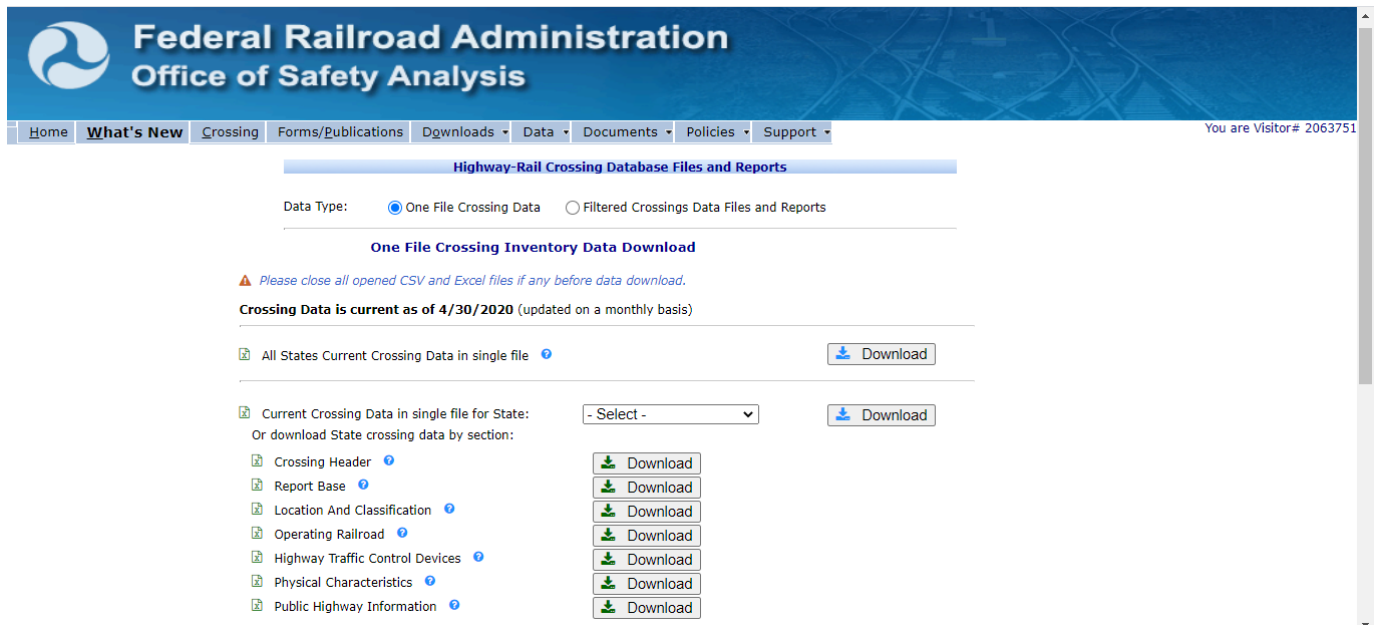 Federal Railroad Administration
Office of Safety Analysis
Home What's New Crossing Forms/Publications Downloads Data Documents Policies Support You are Visitor# 2063751
Highway-Rail Crossing Database Files and Reports
Data Type: One File Crossing Data Filtered Crossings Data Files and Reports
One File Crossing Inventory Data Download
Please close all opened CSV and Excel files if any before data download.
Crossing Data is current as of 4/30/2020 (updated on a monthly basis)
All States Current Crossing Data in single file ? Download
Current Crossing Data in single file for State: - Select - Download
Or download State crossing data by section:
Crossing Header ? Download
Report Base ? Download
Location And Classification ? Download
Operating Railroad ? Download
Highway Traffic Control Devices ? Download
Physical Characteristics ? Download
Public Highway Information ? Download